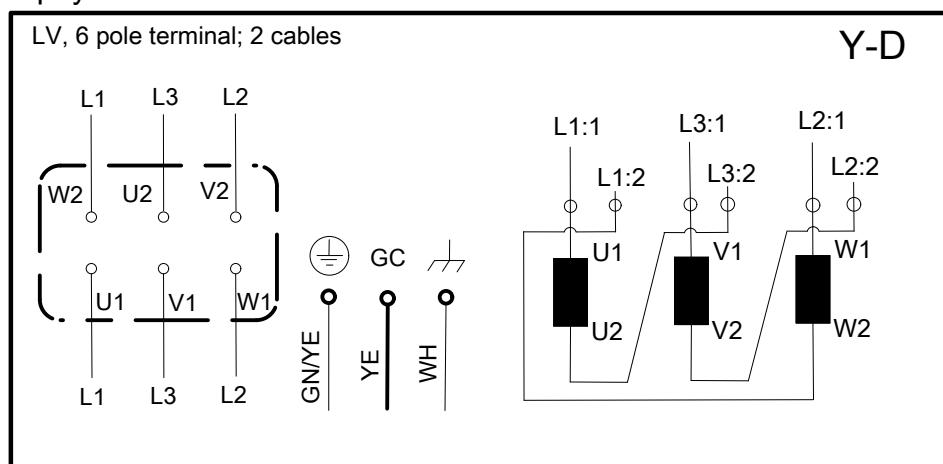 LV, 6 pole terminal; 2 cables
Y-D
L1 L3 L2
W2 U2 V2
U1 V1 W1
L1 L3 L2
GC
GN/YE YE WH
L1:1 L3:1 L2:1
L1:2 L3:2 L2:2
U1 V1 W1
U2 V2 W2